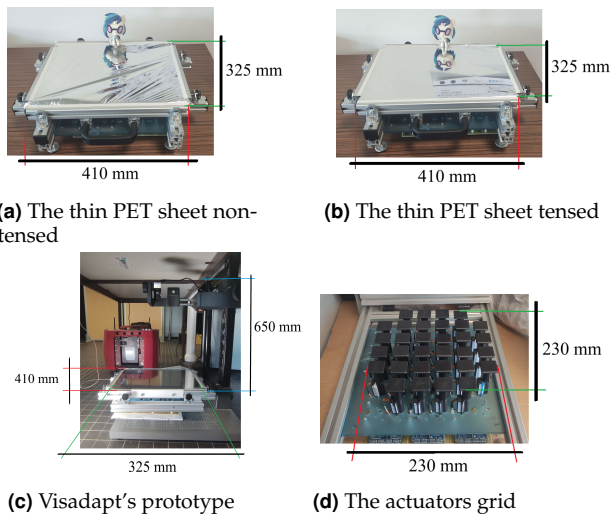 325 mm
410 mm
325 mm
410 mm
(a) The thin PET sheet non-
tensed
(b) The thin PET sheet tensed
650 mm
410 mm
325 mm
230 mm
230 mm
(c) Visadapt's prototype
(d) The actuators grid